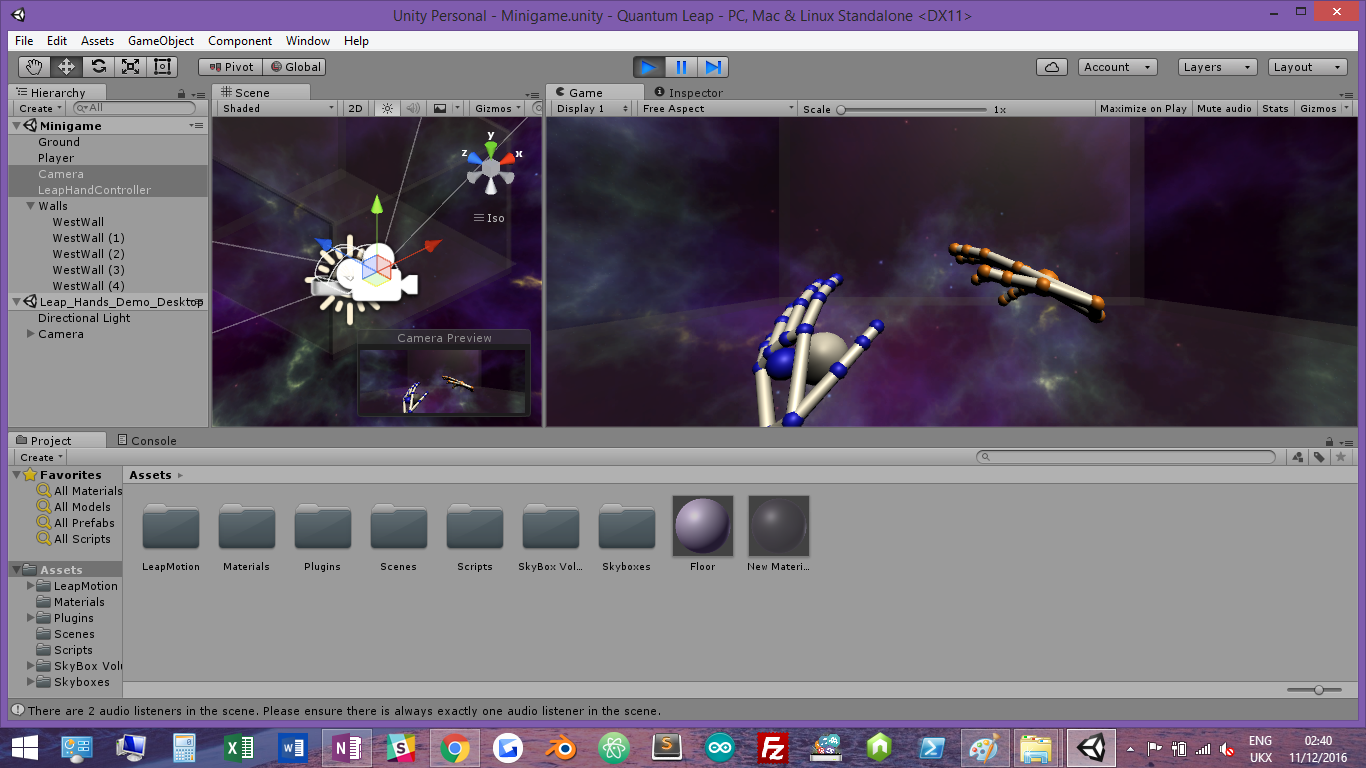 Unity Personal - Minigame.unity - Quantum Leap - PC, Mac & Linux Standalone <DX11>
File Edit Assets GameObject Component Window Help
Pivot Global Account Layers Layout
Hierarchy
Create All
Minigame
Ground
Player
Camera
LeapHandController
Walls
WestWall
WestWall (1)
WestWall (2)
WestWall (3)
WestWall (4)
Leap_Hands_Demo_Desktop
Directional Light
Camera
Scene
Shaded 2D Gizmos
y
z x
Iso
Camera Preview
Game Inspector
Display 1 Free Aspect Scale 1x Maximize on Play Mute audio Stats Gizmos
Project Console
Create
Favorites
All Materials
All Models
All Prefabs
All Scripts
Assets
LeapMotion
Materials
Plugins
Scenes
Scripts
SkyBox Volu
Skyboxes
Assets
LeapMotion Materials Plugins Scenes Scripts SkyBox Vol... Skyboxes Floor New Materi...
There are 2 audio listeners in the scene. Please ensure there is always exactly one audio listener in the scene.
ENG 02:40
UKX 11/12/2016